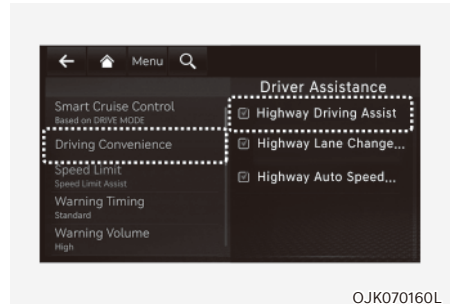 Menu
Driver Assistance
Smart Cruise Control
Based on DRIVE MODE
Driving Convenience
Speed Limit
Speed Limit Assist
Warning Timing
Standard
Warning Volume
High
Highway Driving Assist
Highway Lane Change...
Highway Auto Speed...
OJK070160L